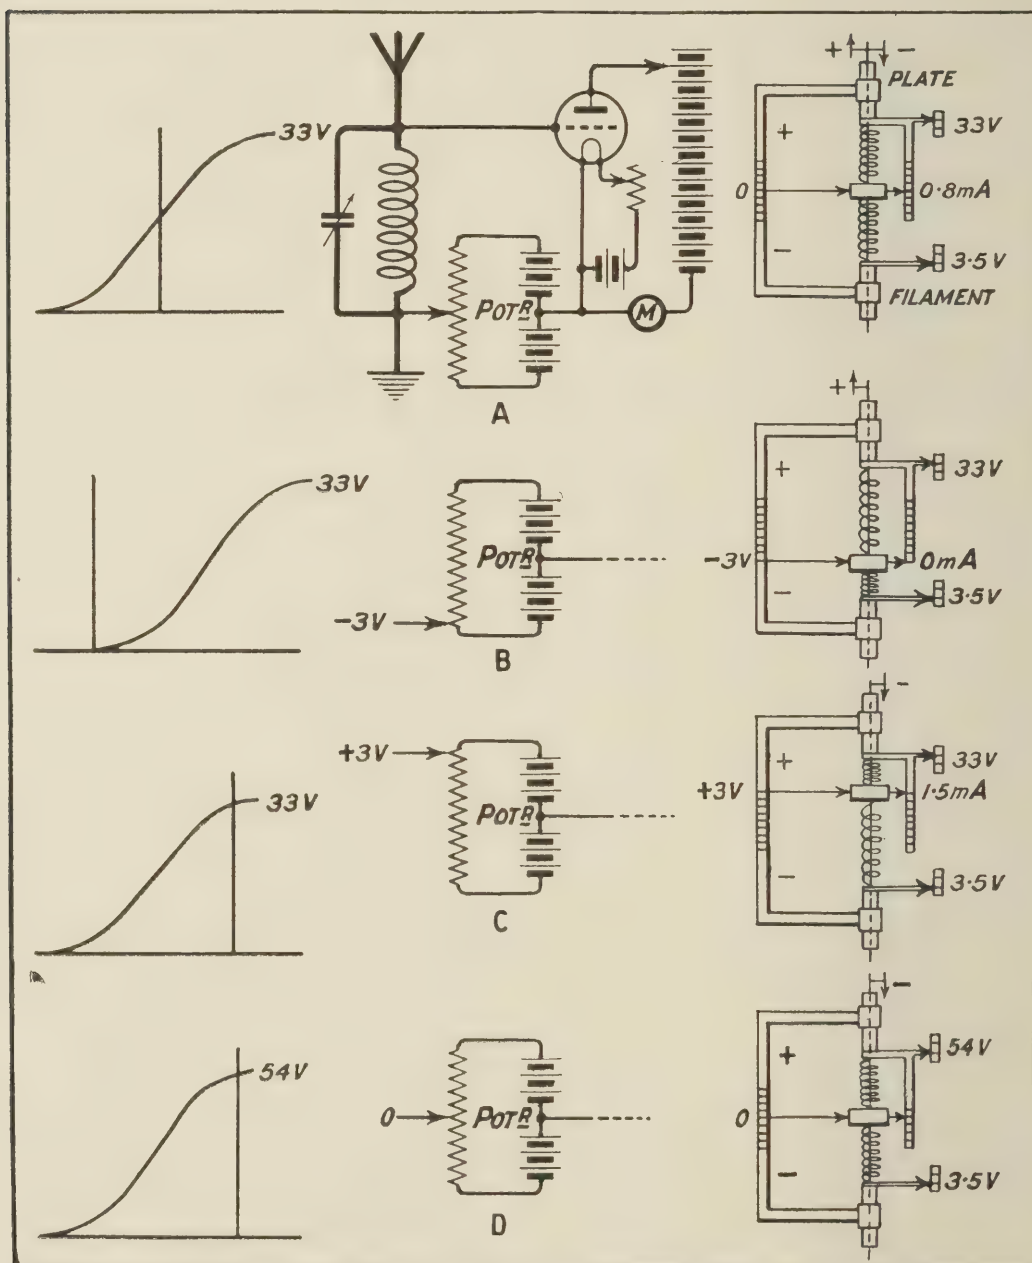 33V
POTR
M
A
+ -
PLATE
+
33V
0
0.8mA
-
3.5V
FILAMENT
33V
POTR
-3V
B
+
+
33V
-3V
0mA
-
3.5V
33V
+3V
POTR
C
-
+
33V
+3V
1.5mA
-
3.5V
54V
0
POTR
D
-
+
54V
0
-
3.5V